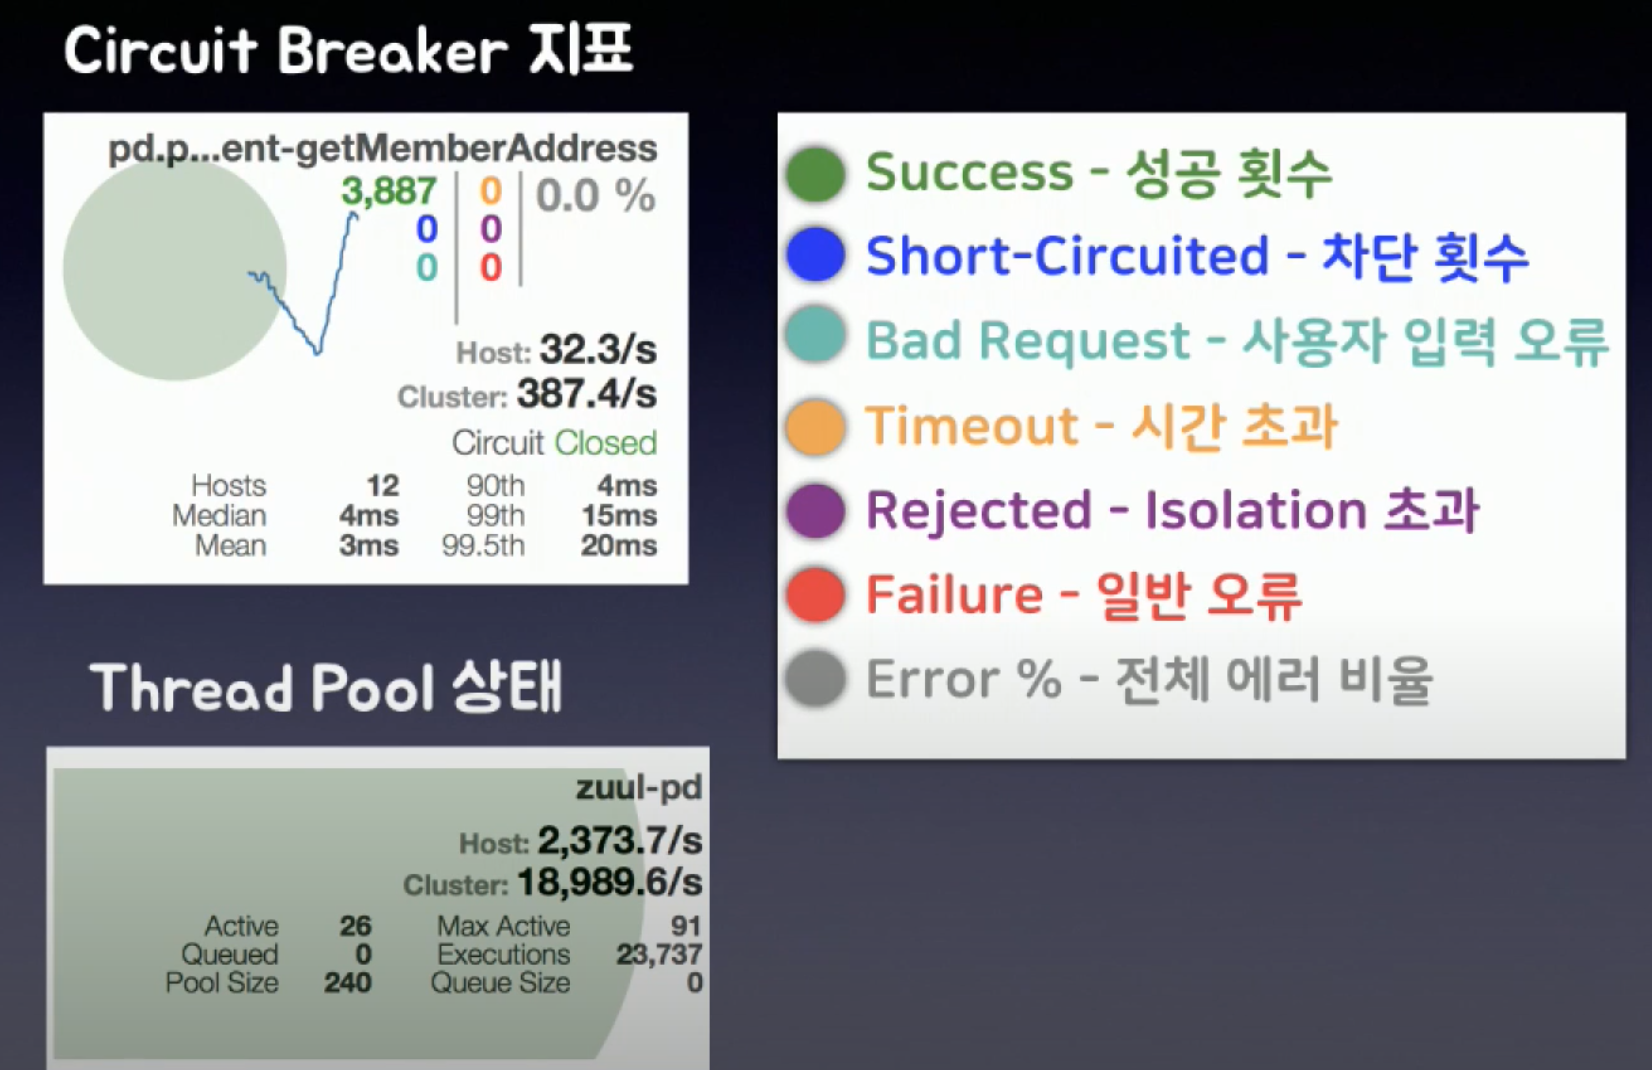 Circuit Breaker 지표
pd.p...ent-getMemberAddress
3,887 0 0.0 %
0 0
0 0
Host: 32.3/s
Cluster: 387.4/s
Circuit Closed
Hosts 12 90th 4ms
Median 4ms 99th 15ms
Mean 3ms 99.5th 20ms
Success - 성공 횟수
Short-Circuited - 차단 횟수
Bad Request - 사용자 입력 오류
Timeout - 시간 초과
Rejected - Isolation 초과
Failure - 일반 오류
Error % - 전체 에러 비율
Thread Pool 상태
zuul-pd
Host: 2,373.7/s
Cluster: 18,989.6/s
Active 26 Max Active 91
Queued 0 Executions 23,737
Pool Size 240 Queue Size 0